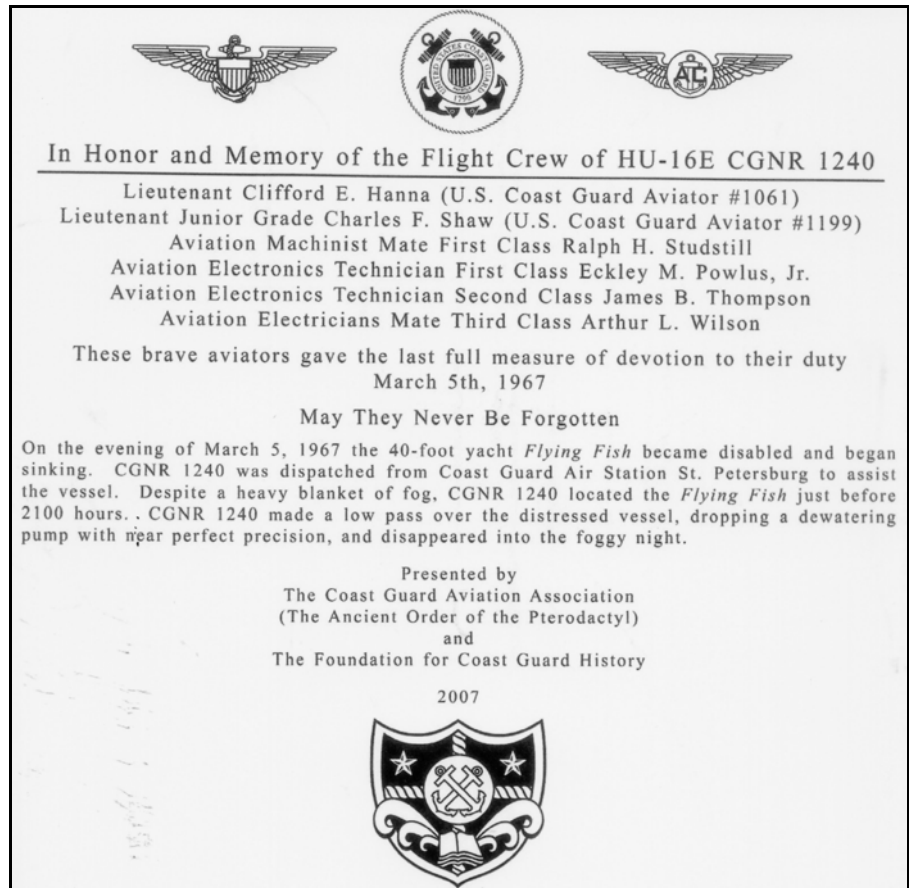 UNITED STATES COAST GUARD
1790
ATC
In Honor and Memory of the Flight Crew of HU-16E CGNR 1240
Lieutenant Clifford E. Hanna (U.S. Coast Guard Aviator #1061)
Lieutenant Junior Grade Charles F. Shaw (U.S. Coast Guard Aviator #1199)
Aviation Machinist Mate First Class Ralph H. Studstill
Aviation Electronics Technician First Class Eckley M. Powlus, Jr.
Aviation Electronics Technician Second Class James B. Thompson
Aviation Electricians Mate Third Class Arthur L. Wilson
These brave aviators gave the last full measure of devotion to their duty
March 5th, 1967
May They Never Be Forgotten
On the evening of March 5, 1967 the 40-foot yacht Flying Fish became disabled and began
sinking. CGNR 1240 was dispatched from Coast Guard Air Station St. Petersburg to assist
the vessel. Despite a heavy blanket of fog, CGNR 1240 located the Flying Fish just before
2100 hours. . CGNR 1240 made a low pass over the distressed vessel, dropping a dewatering
pump with near perfect precision, and disappeared into the foggy night.
Presented by
The Coast Guard Aviation Association
(The Ancient Order of the Pterodactyl)
and
The Foundation for Coast Guard History
2007